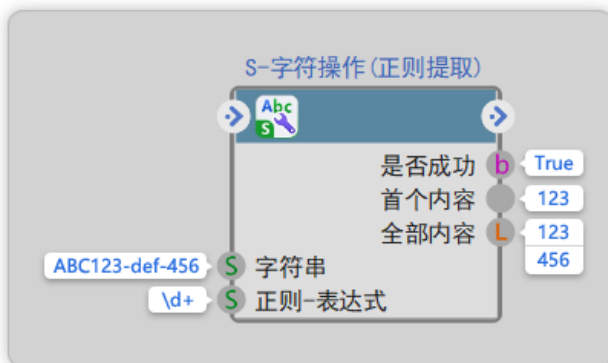 S-字符操作(正则提取)
Abc
S
是否成功 b True
首个内容 123
全部内容 L 123
456
ABC123-def-456 S 字符串
\d+ S 正则-表达式